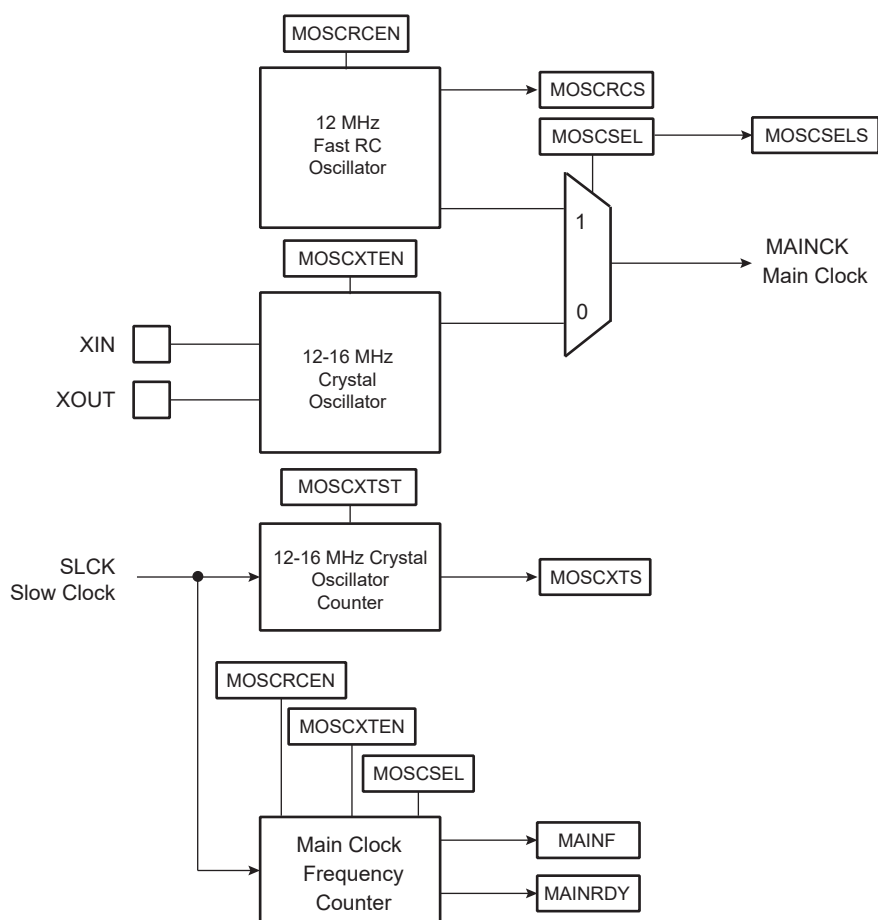 MOSCRCEN
12 MHz
Fast RC
Oscillator
MOSCRCS
MOSCSEL
MOSCSELS
1
MAINCK
Main Clock
MOSCXTEN
0
XIN
12-16 MHz
Crystal
Oscillator
XOUT
MOSCXTST
SLCK
Slow Clock
12-16 MHz Crystal
Oscillator
Counter
MOSCXTS
MOSCRCEN
MOSCXTEN
MOSCSEL
Main Clock
Frequency
Counter
MAINF
MAINRDY